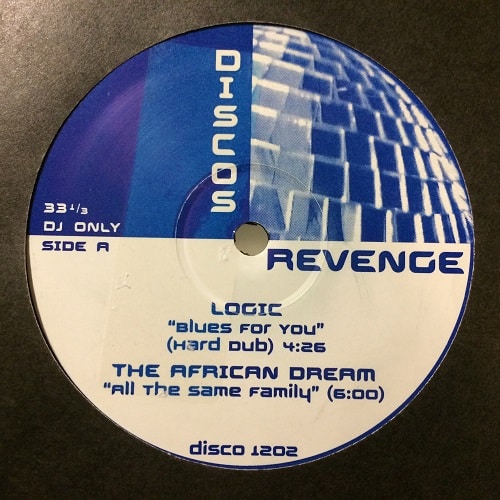 DISCOS
REVENGE
33 1/3
DJ ONLY
SIDE A
LOGIC
"Blues For You"
(Hard Dub) 4:26
THE AFRICAN DREAM
"All The Same Family" (6:00)
disco 1202